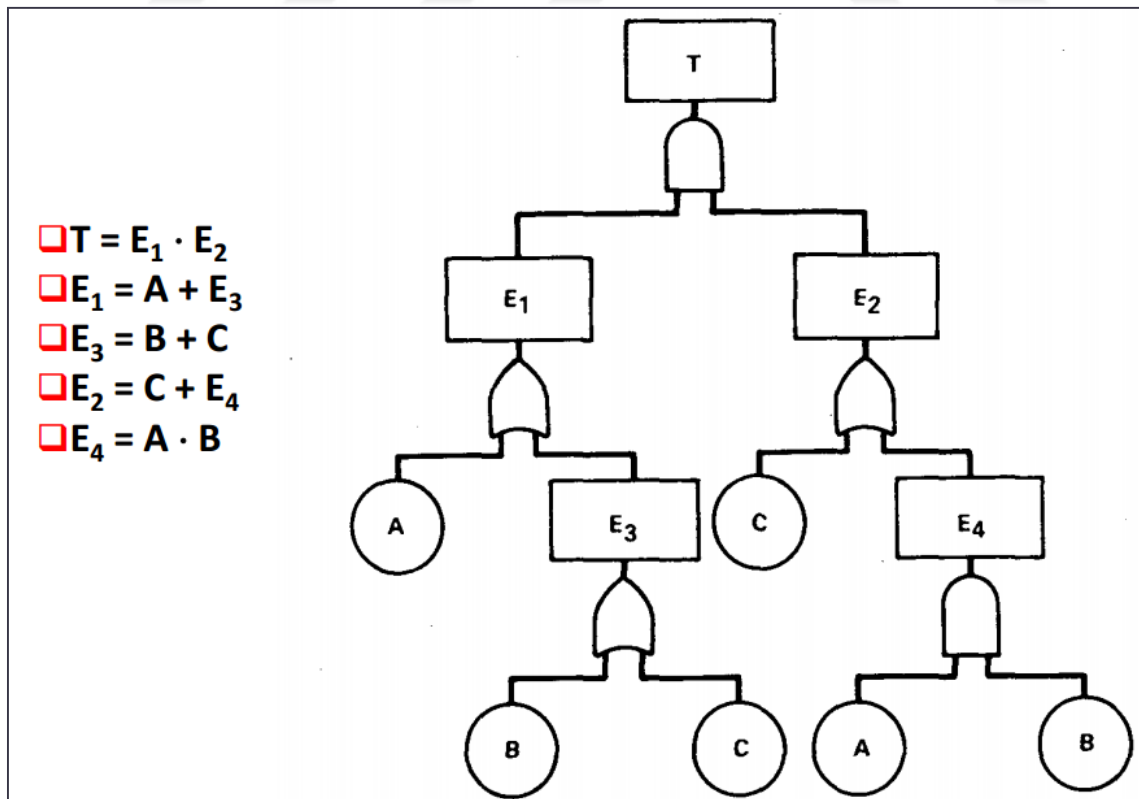 T
❑T = E₁ · E₂
❑E₁ = A + E₃
❑E₃ = B + C
❑E₂ = C + E₄
❑E₄ = A · B
E₁
E₂
A
E₃
C
E₄
B
C
A
B